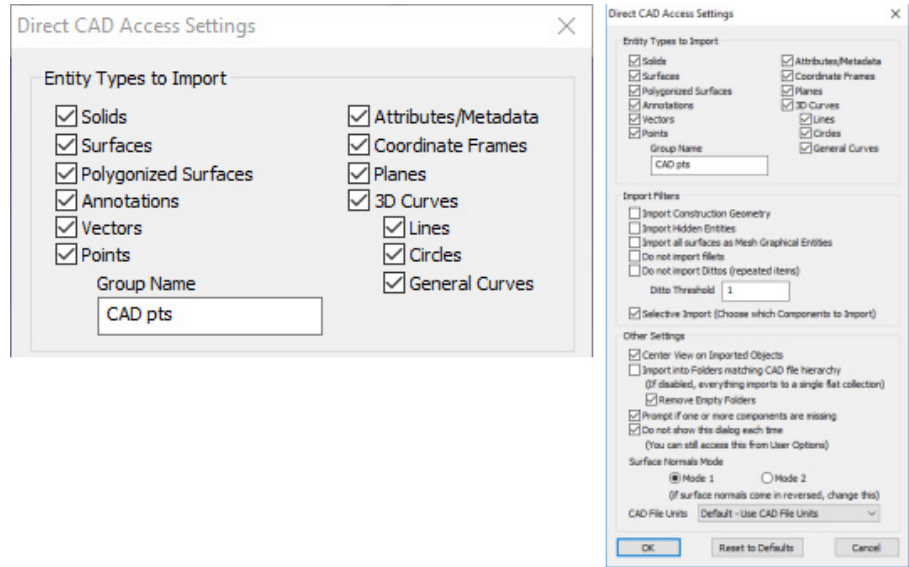 Direct CAD Access Settings
Entity Types to Import
Solids
Surfaces
Polygonized Surfaces
Annotations
Vectors
Points
Group Name
CAD pts
Attributes/Metadata
Coordinate Frames
Planes
3D Curves
Lines
Circles
General Curves
Direct CAD Access Settings
Entity Types to Import
Solids
Surfaces
Polygonized Surfaces
Annotations
Vectors
Points
Group Name
CAD pts
Attributes/Metadata
Coordinate Frames
Planes
3D Curves
Lines
Circles
General Curves
Import Filters
Import Construction Geometry
Import Hidden Entities
Import all surfaces as Mesh Graphical Entities
Do not import fillets
Do not import Dittos (repeated items)
Ditto Threshold 1
Selective Import (Choose which Components to Import)
Other Settings
Center View on Imported Objects
Import into Folders matching CAD file hierarchy
(If disabled, everything imports to a single flat collection)
Remove Empty Folders
Prompt if one or more components are missing
Do not show this dialog each time
(You can still access this from User Options)
Surface Normals Mode
Mode 1 Mode 2
(if surface normals come in reversed, change this)
CAD File Units Default - Use CAD File Units
OK Reset to Defaults Cancel